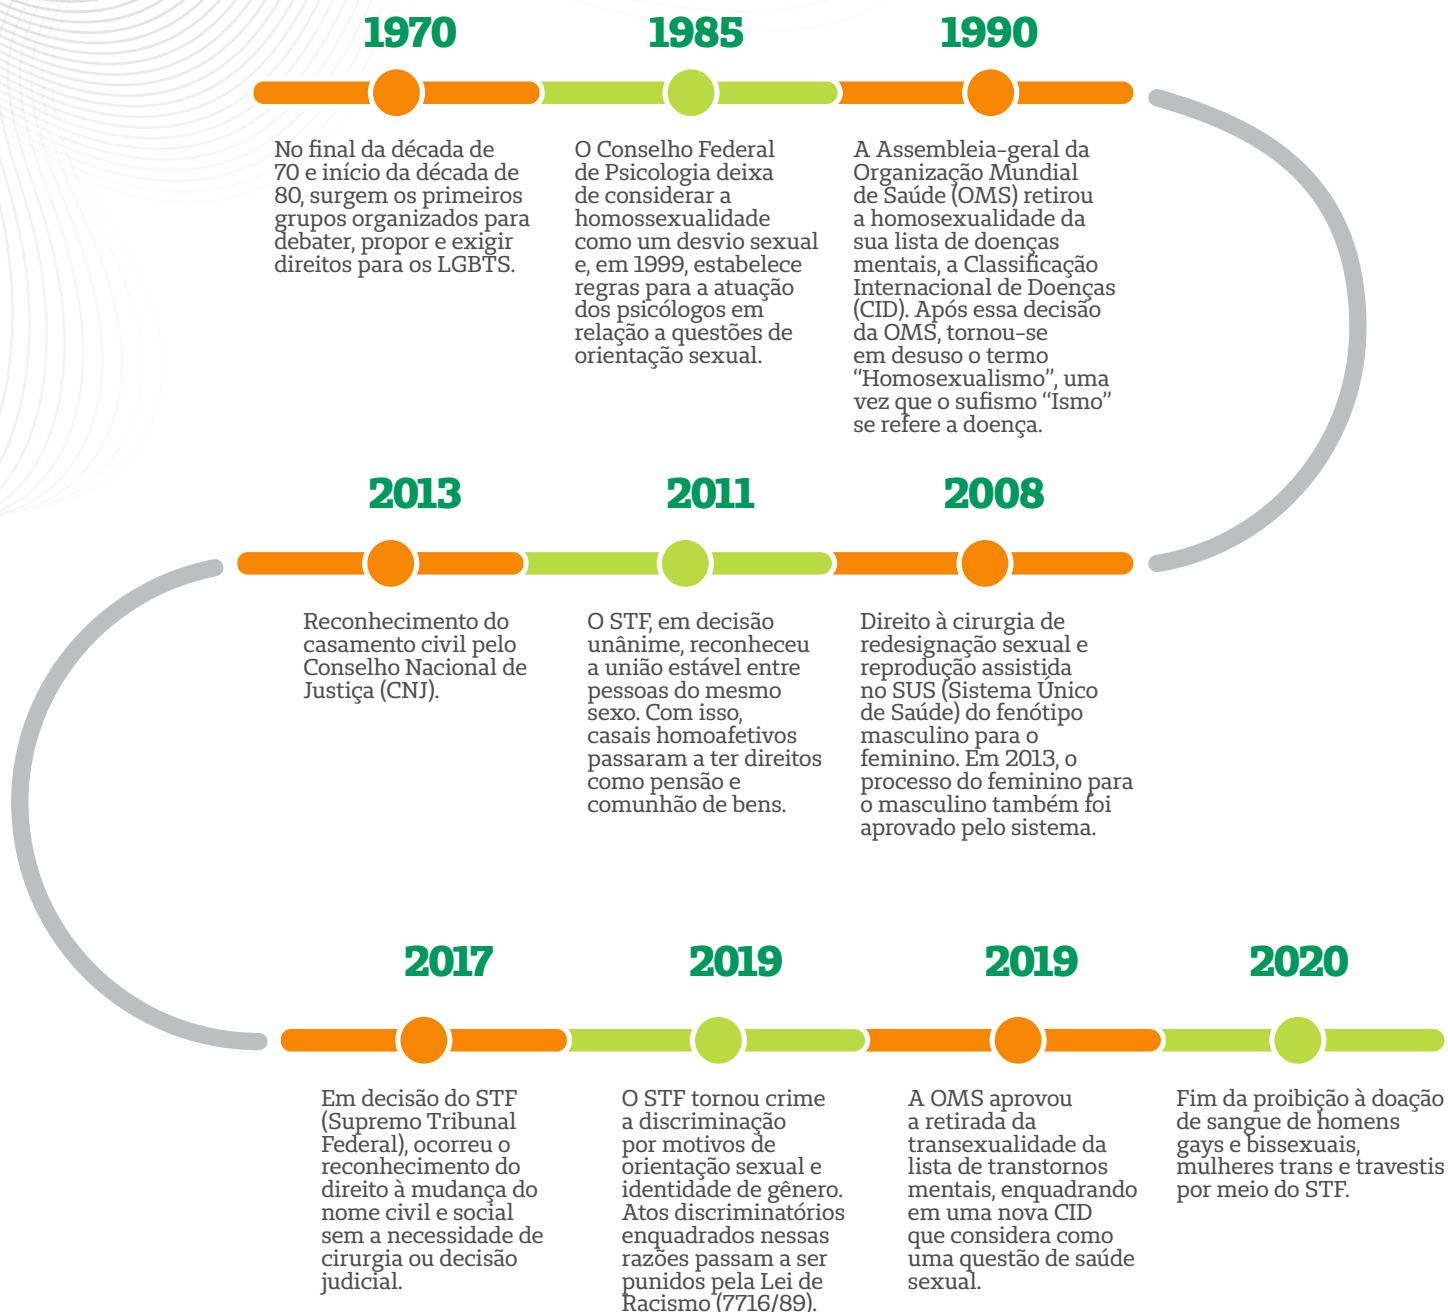 1970
No final da década de
70 e início da década de
80, surgem os primeiros
grupos organizados para
debater, propor e exigir
direitos para os LGBTS.
1985
O Conselho Federal
de Psicologia deixa
de considerar a
homossexualidade
como um desvio sexual
e, em 1999, estabelece
regras para a atuação
dos psicólogos em
relação a questões de
orientação sexual.
1990
A Assembleia-geral da
Organização Mundial
de Saúde (OMS) retirou
a homosexualidade da
sua lista de doenças
mentais, a Classificação
Internacional de Doenças
(CID). Após essa decisão
da OMS, tornou-se
em desuso o termo
“Homosexualismo”, uma
vez que o sufismo “Ismo”
se refere a doença.
2013
Reconhecimento do
casamento civil pelo
Conselho Nacional de
Justiça (CNJ).
2011
O STF, em decisão
unânime, reconheceu
a união estável entre
pessoas do mesmo
sexo. Com isso,
casais homoafetivos
passaram a ter direitos
como pensão e
comunhão de bens.
2008
Direito à cirurgia de
redesignação sexual e
reprodução assistida
no SUS (Sistema Único
de Saúde) do fenótipo
masculino para o
feminino. Em 2013, o
processo do feminino para
o masculino também foi
aprovado pelo sistema.
2017
Em decisão do STF
(Supremo Tribunal
Federal), ocorreu o
reconhecimento do
direito à mudança do
nome civil e social
sem a necessidade de
cirurgia ou decisão
judicial.
2019
O STF tornou crime
a discriminação
por motivos de
orientação sexual e
identidade de gênero.
Atos discriminatórios
enquadrados nessas
razões passam a ser
punidos pela Lei de
Racismo (7716/89).
2019
A OMS aprovou
a retirada da
transexualidade da
lista de transtornos
mentais, enquadrando
em uma nova CID
que considera como
uma questão de saúde
sexual.
2020
Fim da proibição à doação
de sangue de homens
gays e bissexuais,
mulheres trans e travestis
por meio do STF.